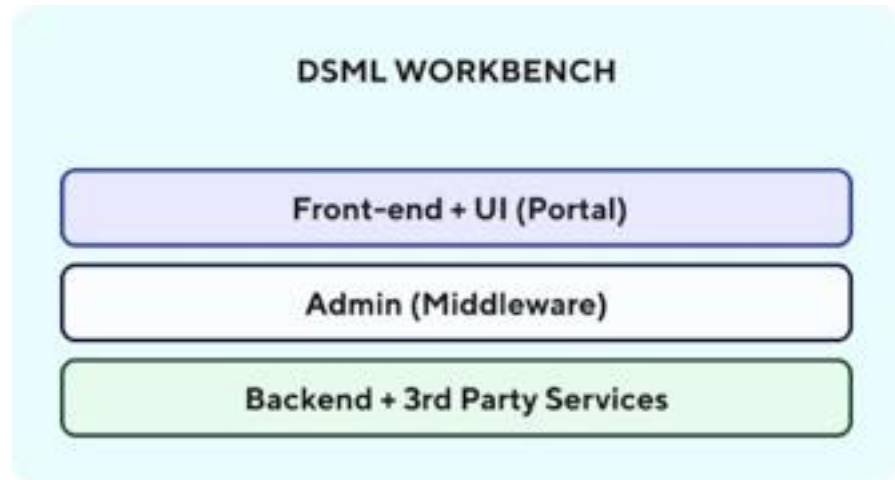 DSML WORKBENCH
Front-end + UI (Portal)
Admin (Middleware)
Backend + 3rd Party Services